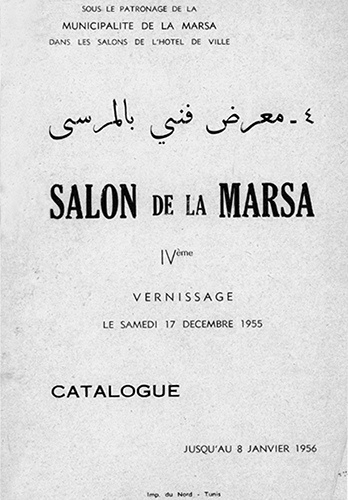 SOUS LE PATRONAGE DE LA
MUNICIPALITE DE LA MARSA
DANS LES SALONS DE L'HOTEL DE VILLE
٤ - معرض فني بالمرسى
SALON DE LA MARSA
IVème
VERNISSAGE
LE SAMEDI 17 DECEMBRE 1955
CATALOGUE
JUSQU'AU 8 JANVIER 1956
Imp. du Nord - Tunis